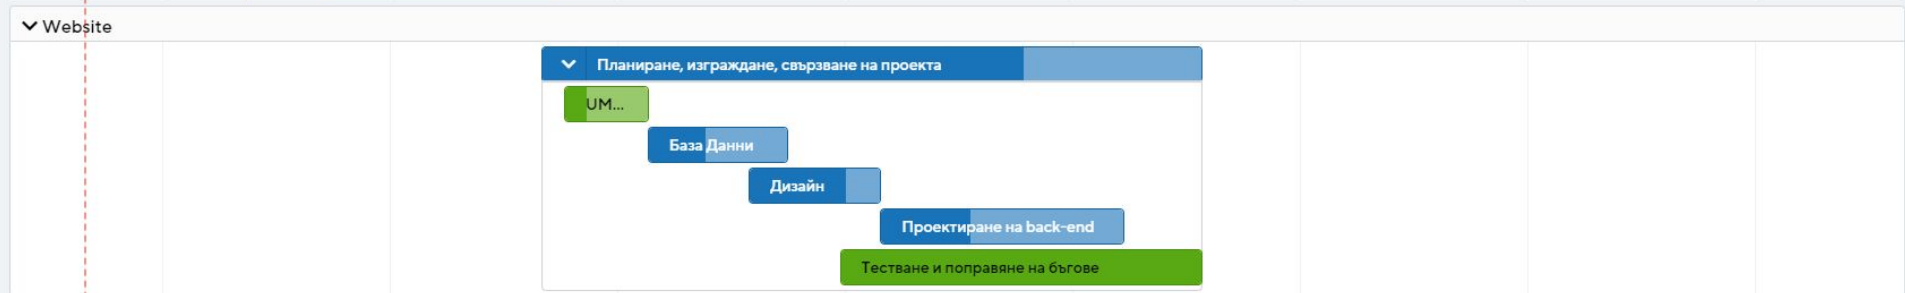 Website
Планиране, изграждане, свързване на проекта
UM...
База Данни
Дизайн
Проектиране на back-end
Тестване и поправяне на бъгове